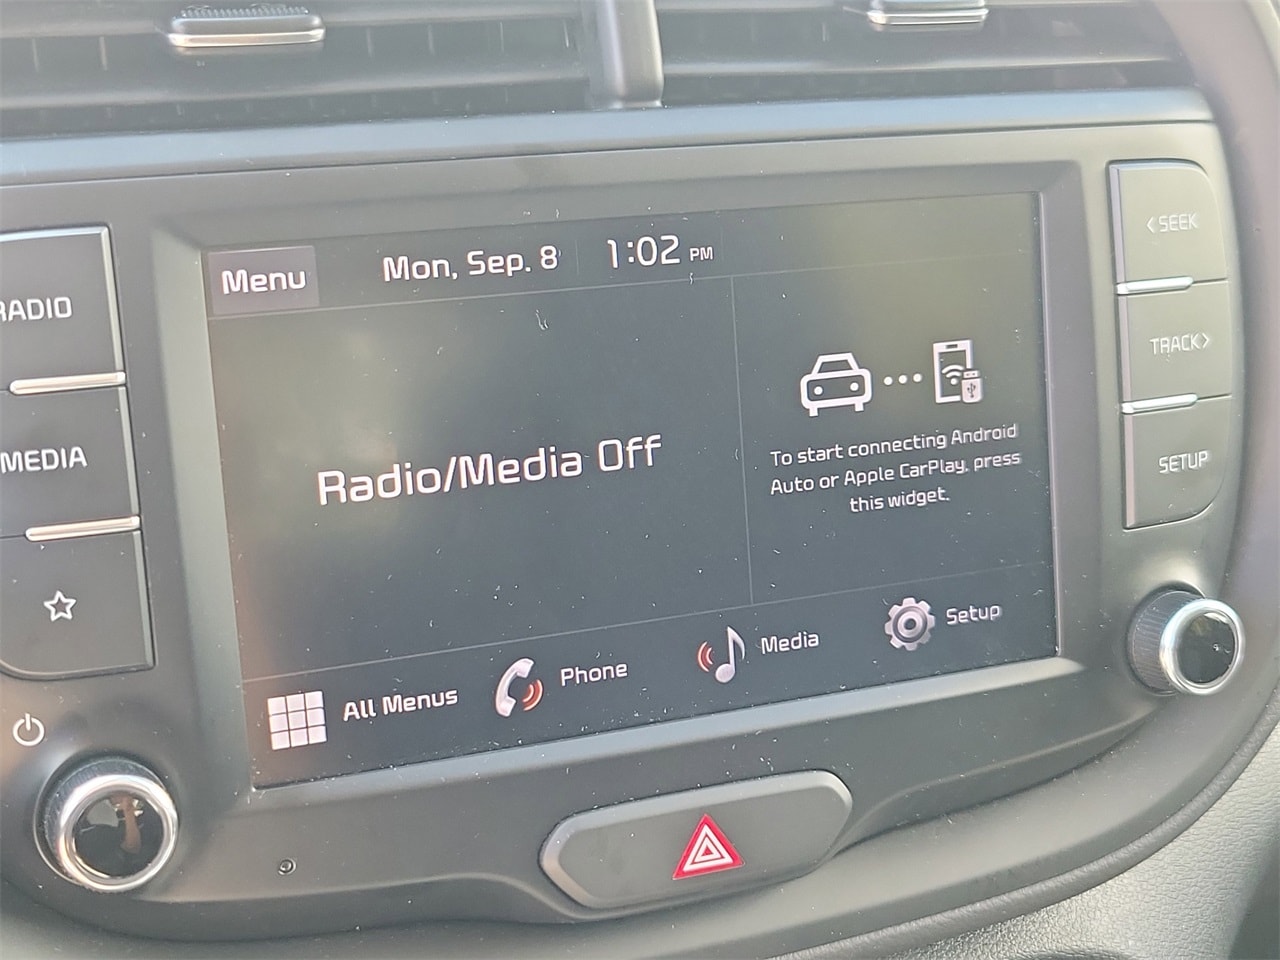 RADIO
MEDIA
Menu
Mon, Sep. 8
1:02 PM
Radio/Media Off
To start connecting Android
Auto or Apple CarPlay, press
this widget.
All Menus
Phone
Media
Setup
< SEEK
TRACK >
SETUP